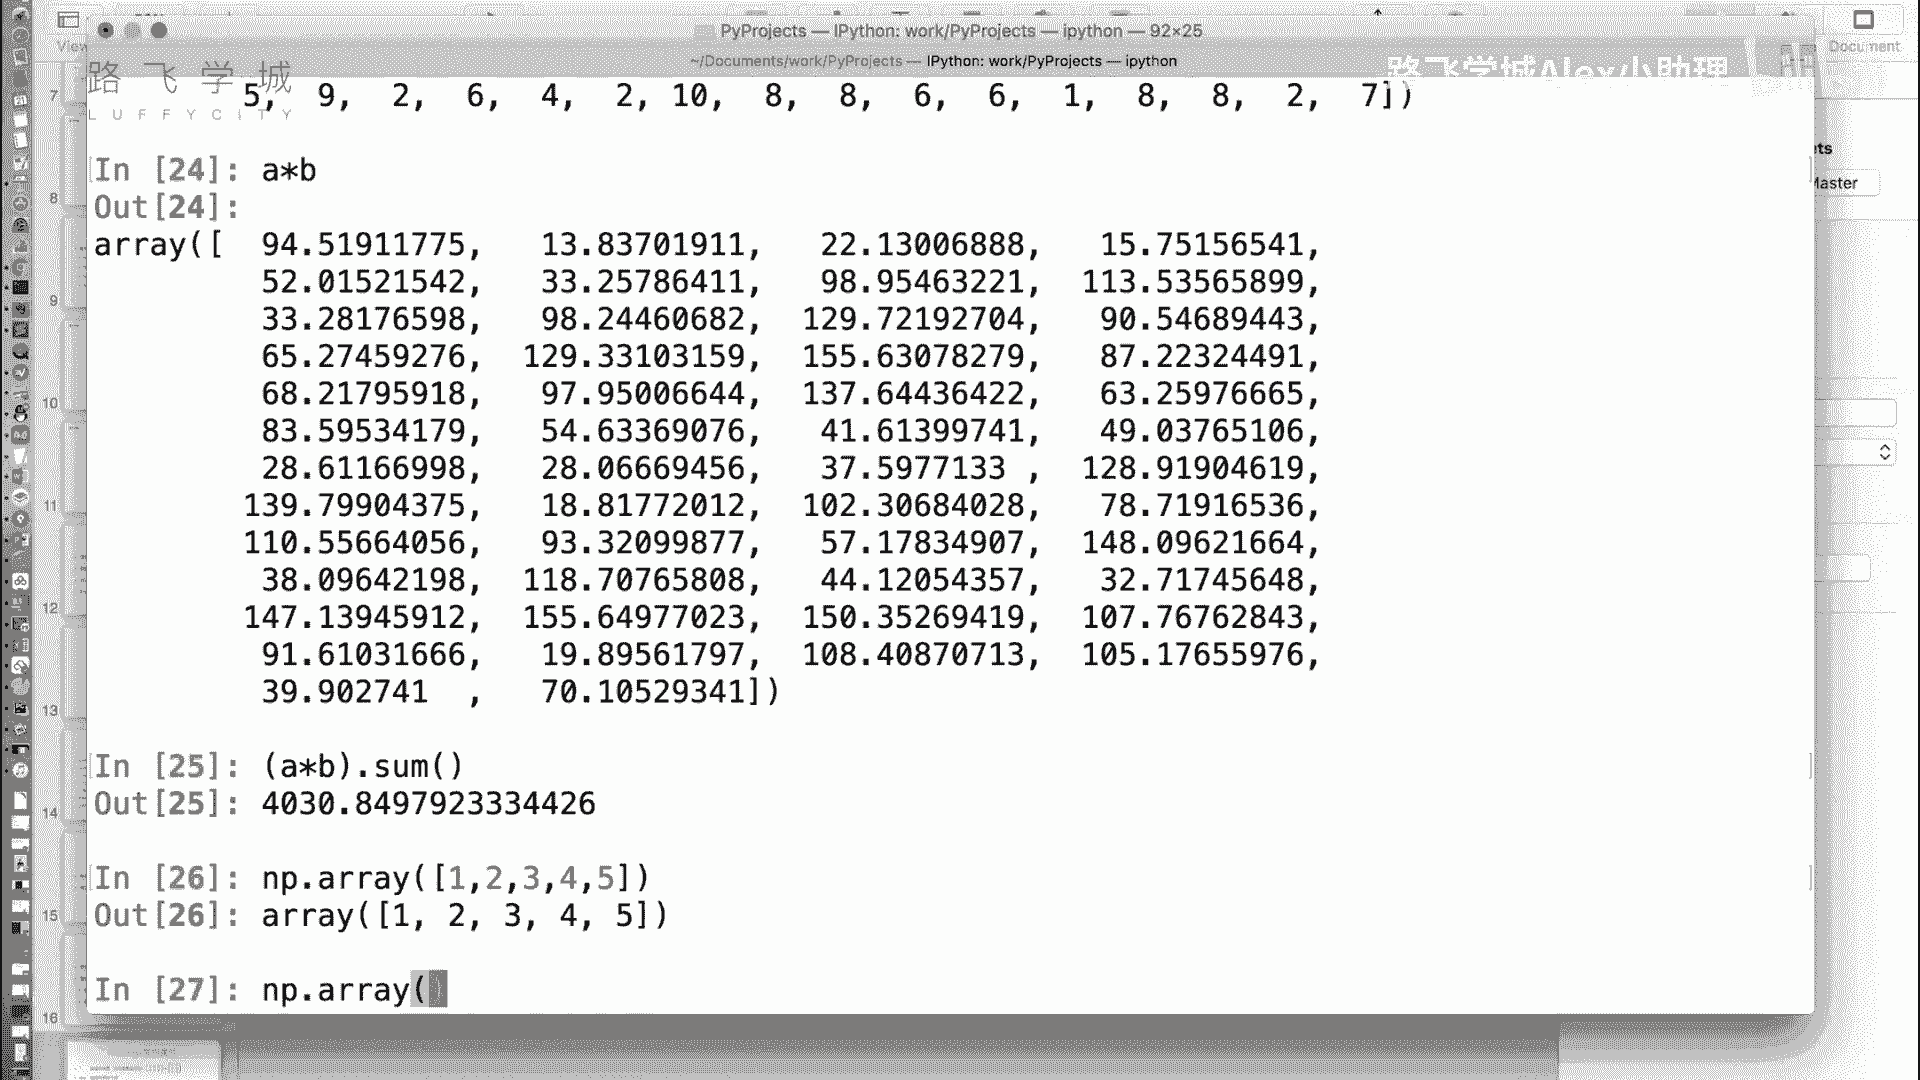 PyProjects — IPython: work/PyProjects — ipython — 92×25
~/Documents/work/PyProjects — IPython: work/PyProjects — ipython
View
Document
路飞学城
LUFFYCITY
路飞学城Alex小助理
5, 9, 2, 6, 4, 2, 10, 8, 8, 6, 6, 1, 8, 8, 2, 7])
In [24]: a*b
Out[24]:
array([ 94.51911775, 13.83701911, 22.13006888, 15.75156541,
52.01521542, 33.25786411, 98.95463221, 113.53565899,
33.28176598, 98.24460682, 129.72192704, 90.54689443,
65.27459276, 129.33103159, 155.63078279, 87.22324491,
68.21795918, 97.95006644, 137.64436422, 63.25976665,
83.59534179, 54.63369076, 41.61399741, 49.03765106,
28.61166998, 28.06669456, 37.5977133 , 128.91904619,
139.79904375, 18.81772012, 102.30684028, 78.71916536,
110.55664056, 93.32099877, 57.17834907, 148.09621664,
38.09642198, 118.70765808, 44.12054357, 32.71745648,
147.13945912, 155.64977023, 150.35269419, 107.76762843,
91.61031666, 19.89561797, 108.40870713, 105.17655976,
39.902741 , 70.10529341])
In [25]: (a*b).sum()
Out[25]: 4030.8497923334426
In [26]: np.array([1,2,3,4,5])
Out[26]: array([1, 2, 3, 4, 5])
In [27]: np.array()
7
8
9
10
11
12
13
14
15
16